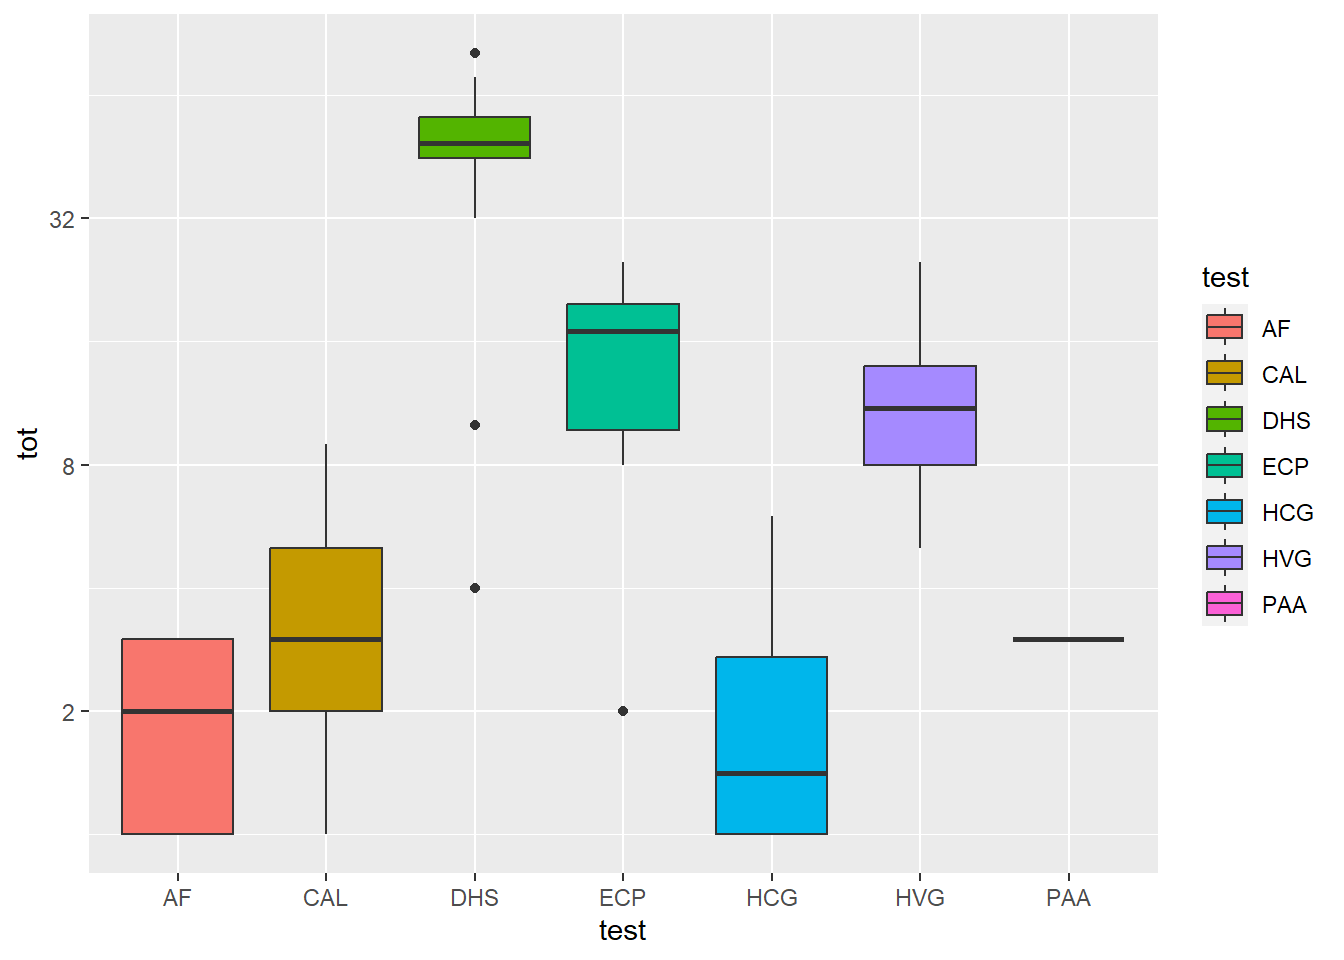 tot
32
8
2
AF CAL DHS ECP HCG HVG PAA
test
test
AF
CAL
DHS
ECP
HCG
HVG
PAA